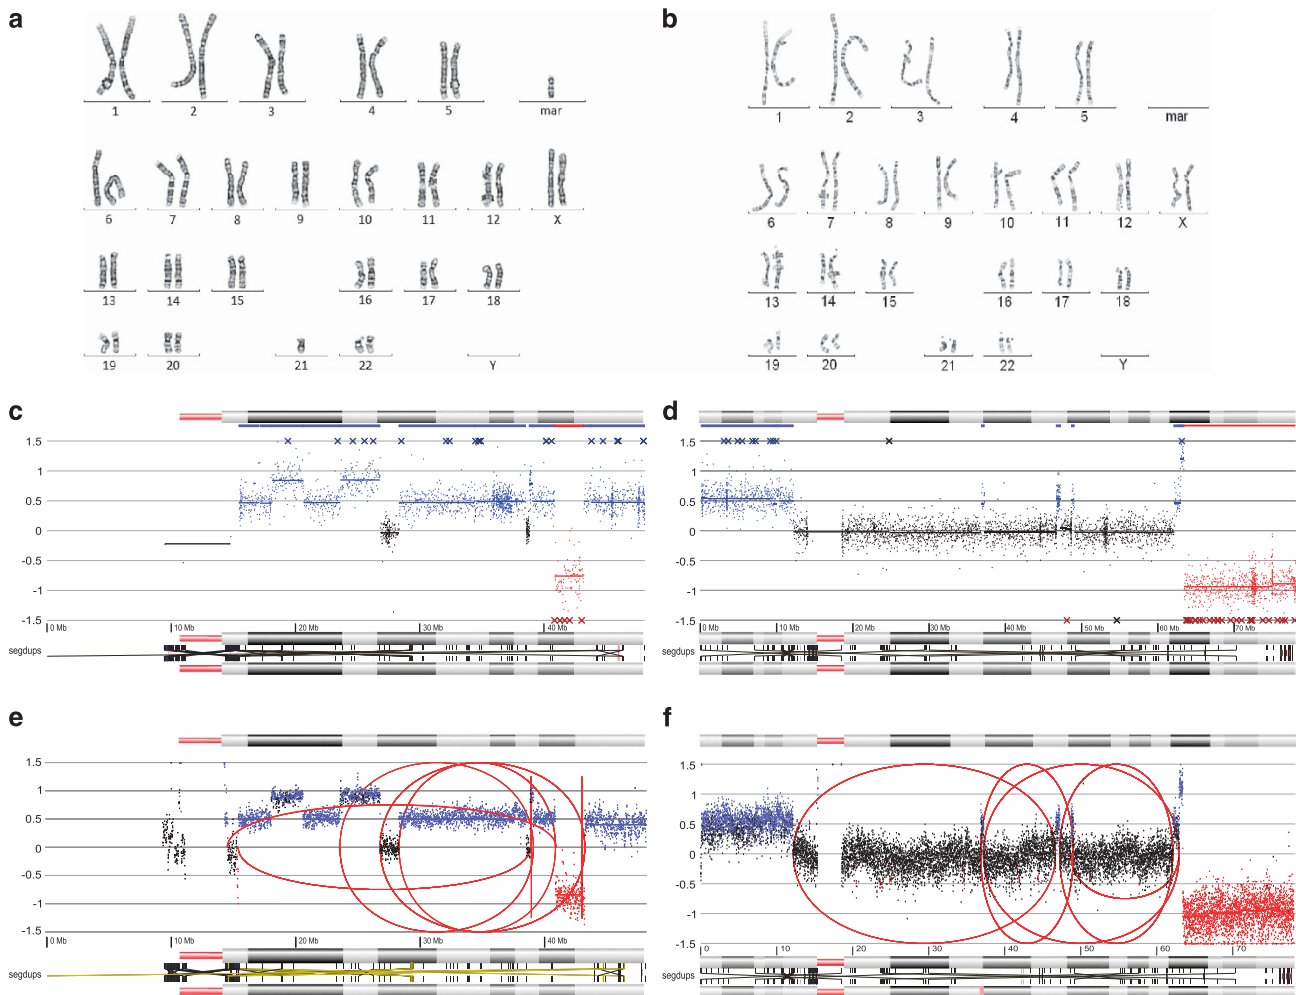 a
1 2 3 4 5 mar
6 7 8 9 10 11 12 X
13 14 15 16 17 18
19 20 21 22 Y
b
1 2 3 4 5 mar
6 7 8 9 10 11 12 X
13 14 15 16 17 18
19 20 21 22 Y
c
1.5
1
0.5
0
-0.5
-1
-1.5
0 Mb 10 Mb 20 Mb 30 Mb 40 Mb
segdups
d
1.5
1
0.5
0
-0.5
-1
-1.5
0 Mb 10 Mb 20 Mb 30 Mb 40 Mb 50 Mb 60 Mb 70 Mb
segdups
e
1.5
1
0.5
0
-0.5
-1
-1.5
0 Mb 10 Mb 20 Mb 30 Mb 40 Mb
segdups
f
1.5
1
0.5
0
-0.5
-1
-1.5
0 10 20 30 40 50 60 70
segdups